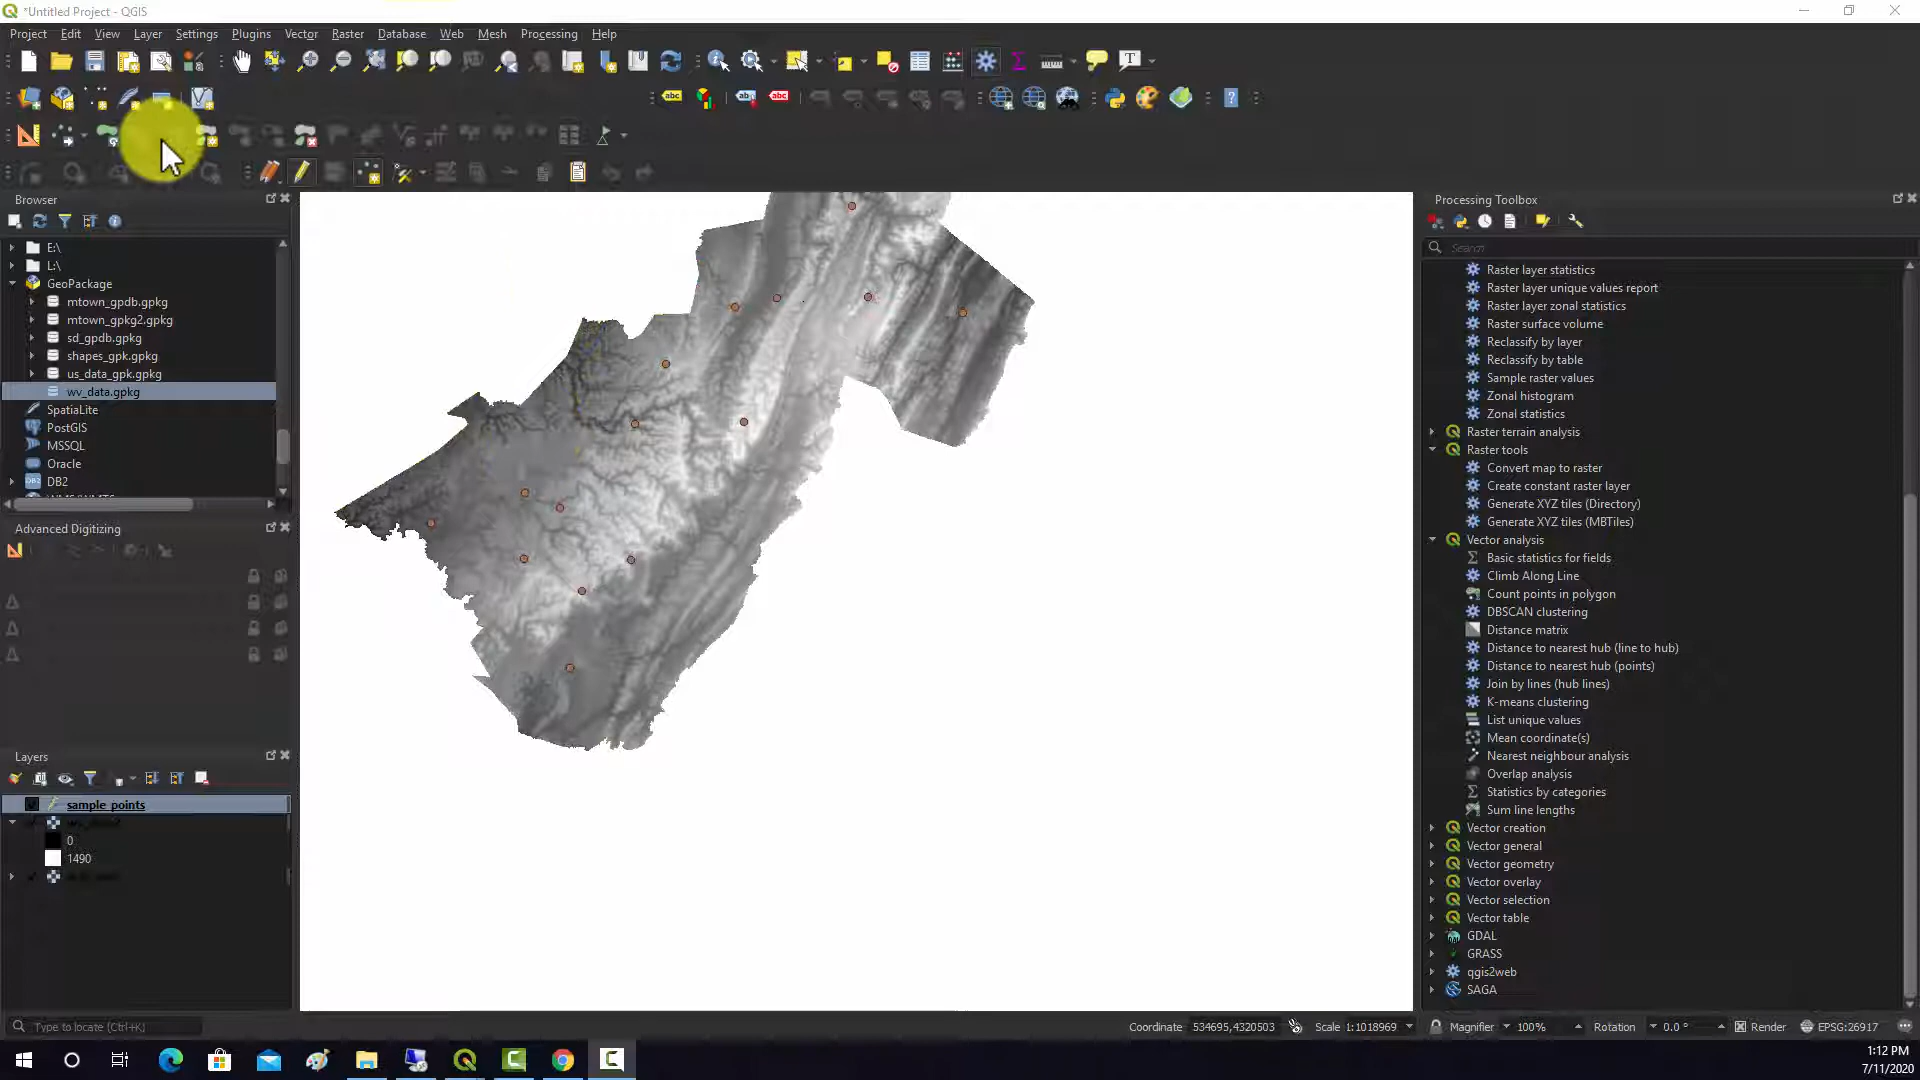 *Untitled Project - QGIS
Project Edit View Layer Settings Plugins Vector Raster Database Web Mesh Processing Help
abc abc abc
Browser
E:\
L:\
GeoPackage
mtown_gpdb.gpkg
mtown_gpkg2.gpkg
sd_gpdb.gpkg
shapes_gpk.gpkg
us_data_gpk.gpkg
wv_data.gpkg
SpatiaLite
PostGIS
MSSQL
Oracle
DB2
Advanced Digitizing
Layers
sample_points
0
1490
Type to locate (Ctrl+K)
Processing Toolbox
Search
Raster layer statistics
Raster layer unique values report
Raster layer zonal statistics
Raster surface volume
Reclassify by layer
Reclassify by table
Sample raster values
Zonal histogram
Zonal statistics
Raster terrain analysis
Raster tools
Convert map to raster
Create constant raster layer
Generate XYZ tiles (Directory)
Generate XYZ tiles (MBTiles)
Vector analysis
Basic statistics for fields
Climb Along Line
Count points in polygon
DBSCAN clustering
Distance matrix
Distance to nearest hub (line to hub)
Distance to nearest hub (points)
Join by lines (hub lines)
K-means clustering
List unique values
Mean coordinate(s)
Nearest neighbour analysis
Overlap analysis
Statistics by categories
Sum line lengths
Vector creation
Vector general
Vector geometry
Vector overlay
Vector selection
Vector table
GDAL
GRASS
qgis2web
SAGA
Coordinate 534695,4320503 Scale 1:1018969 Magnifier 100% Rotation 0.0 ° Render EPSG:26917
1:12 PM
7/11/2020